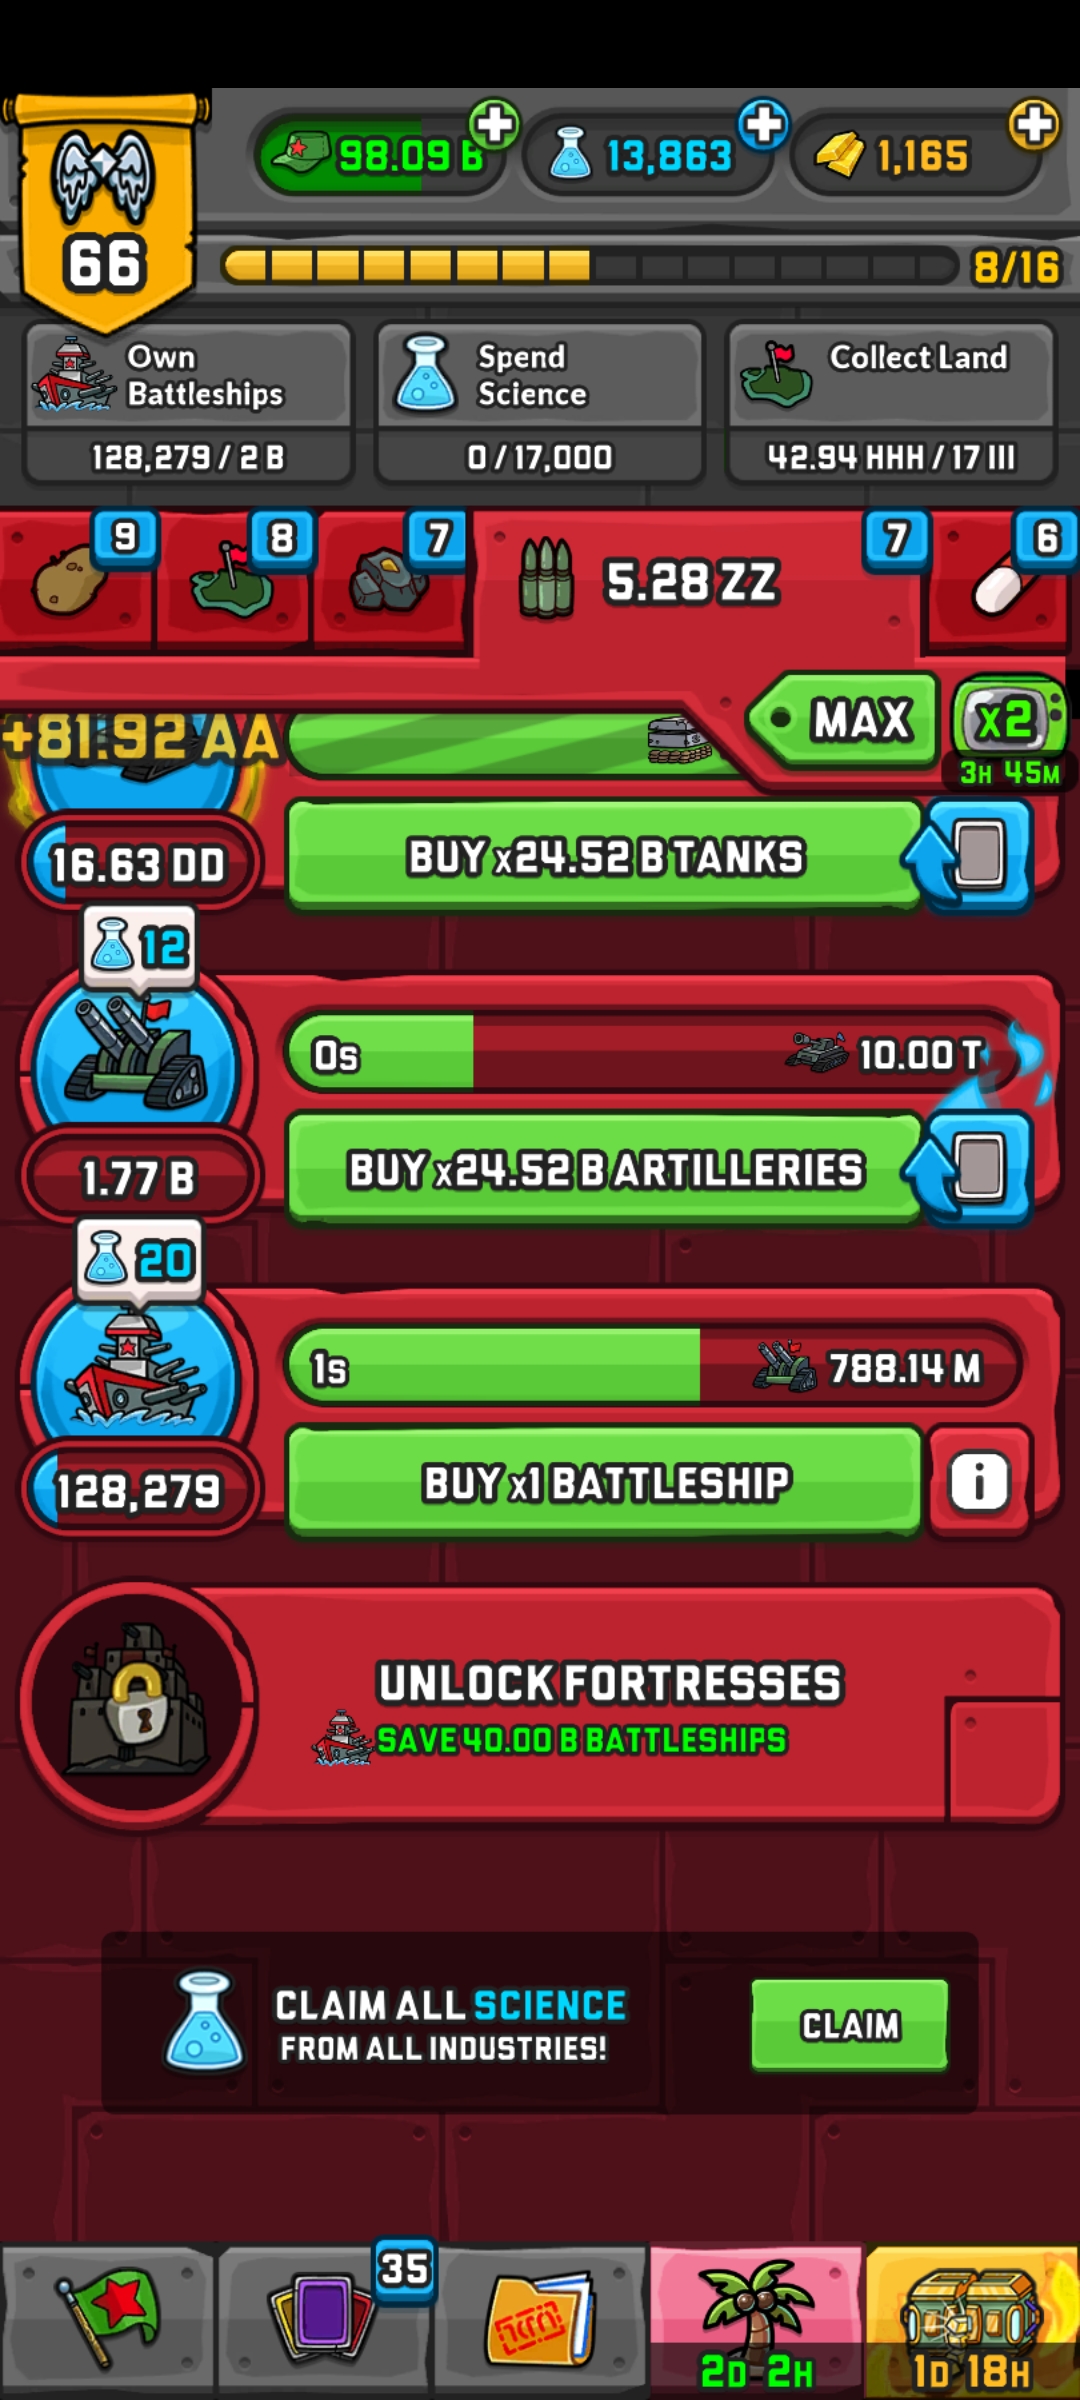 98.09 B
13,863
1,165
66
8/16
Own
Battleships
128,279 / 2 B
Spend
Science
0 / 17,000
Collect Land
42.94 HHH / 17 III
9
8
7
5.28 ZZ
7
6
+81.92 AA
MAX
x2
3H 45M
16.63 DD
BUY x24.52 B TANKS
12
0s
10.00 T
1.77 B
BUY x24.52 B ARTILLERIES
20
1s
788.14 M
128,279
BUY x1 BATTLESHIP
i
UNLOCK FORTRESSES
SAVE 40.00 B BATTLESHIPS
CLAIM ALL SCIENCE
FROM ALL INDUSTRIES!
CLAIM
35
2D 2H
1D 18H